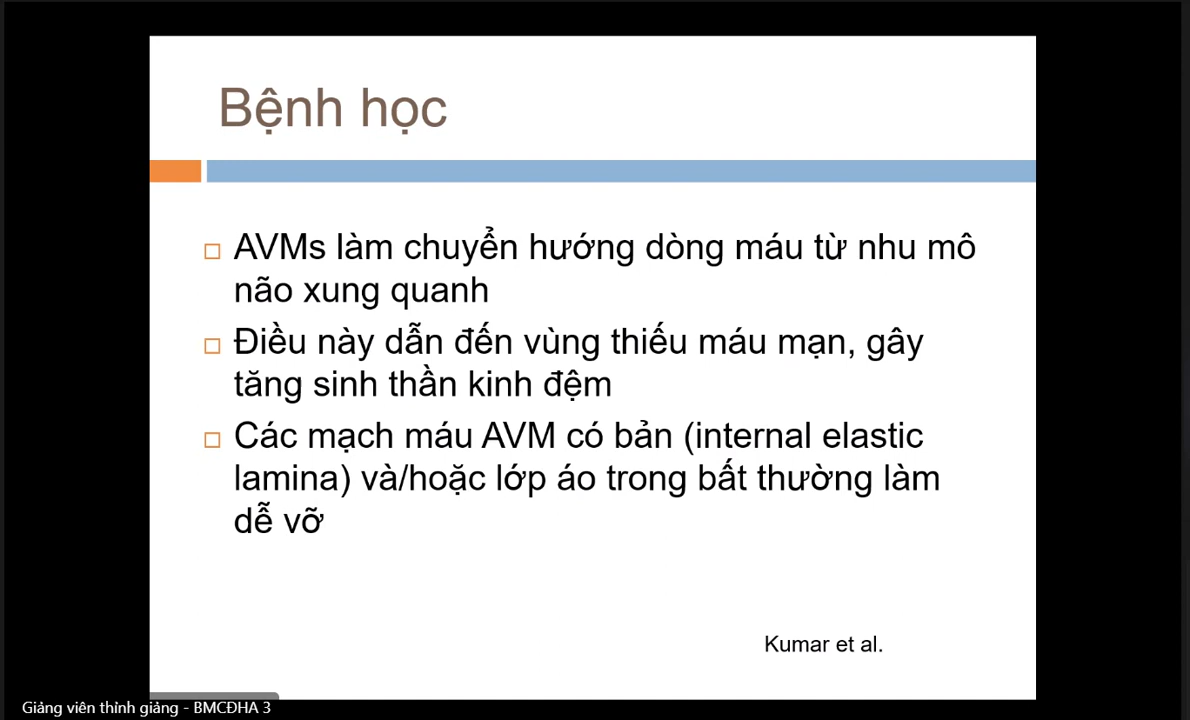 Bệnh học
AVMs làm chuyển hướng dòng máu từ nhu mô
não xung quanh
Điều này dẫn đến vùng thiếu máu mạn, gây
tăng sinh thần kinh đệm
Các mạch máu AVM có bản (internal elastic
lamina) và/hoặc lớp áo trong bất thường làm
dễ vỡ
Kumar et al.
Giảng viên thỉnh giảng - BMCĐHA 3